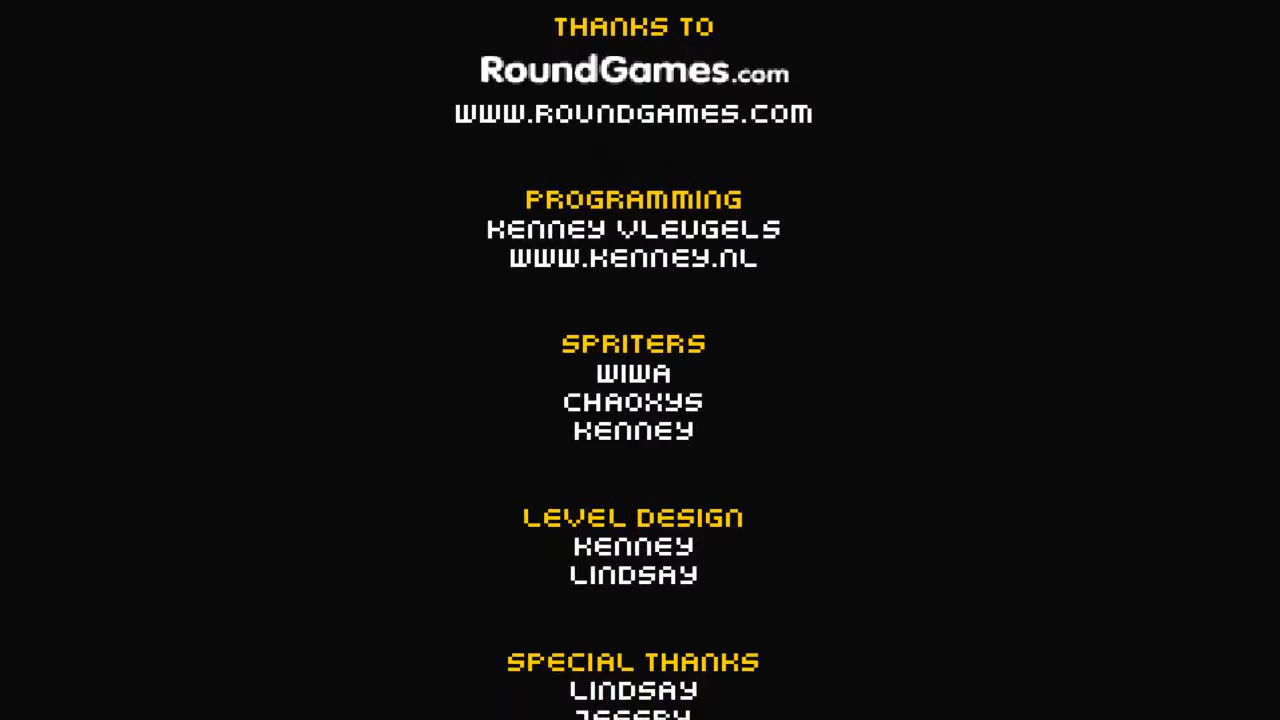 THANKS TO
RoundGames.com
WWW.ROUNDGAMES.COM
PROGRAMMING
KENNEY VLEUGELS
WWW.KENNEY.NL
SPRITERS
WIWA
CHAOXYS
KENNEY
LEVEL DESIGN
KENNEY
LINDSAY
SPECIAL THANKS
LINDSAY